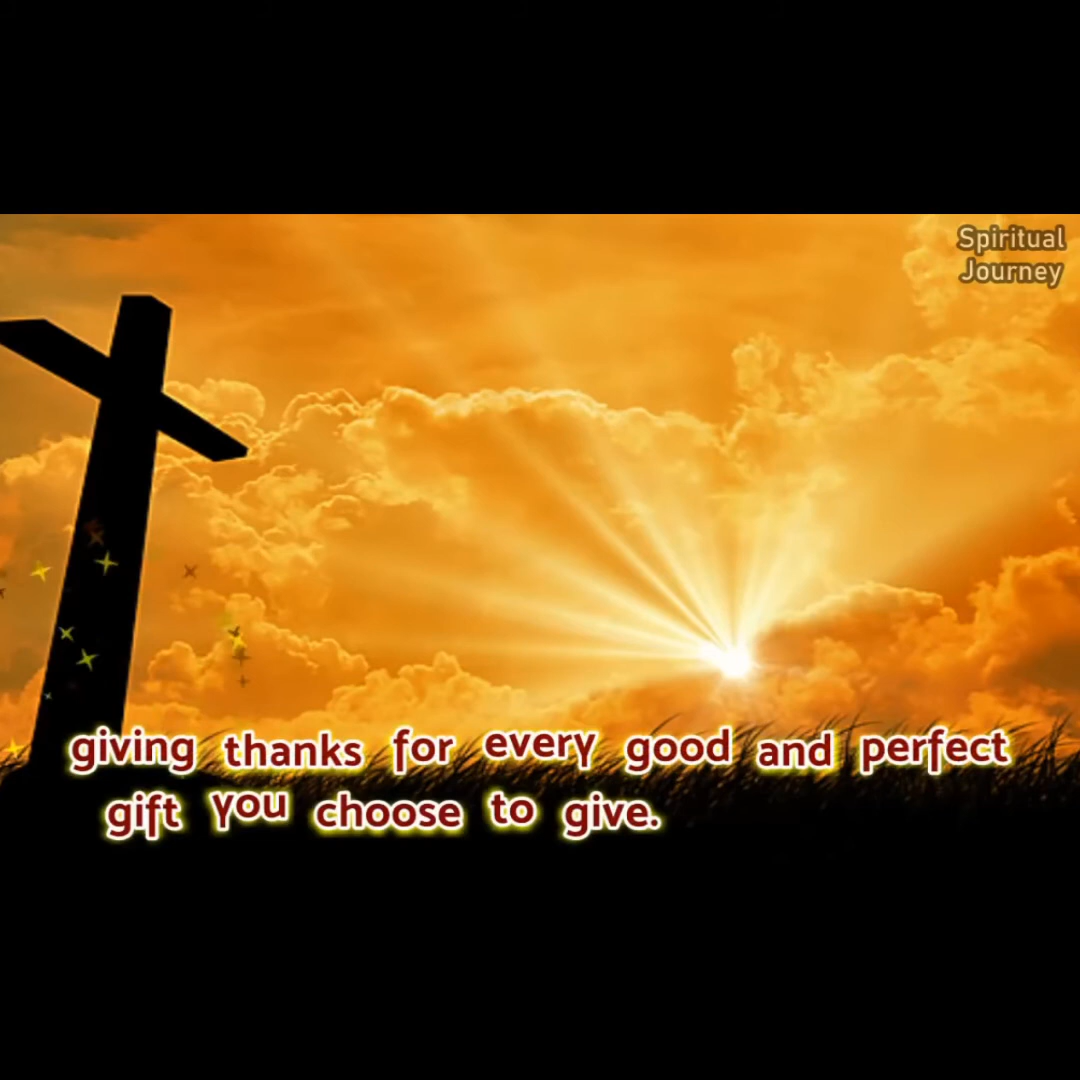 Spiritual
Journey
giving thanks for every good and perfect
gift you choose to give.